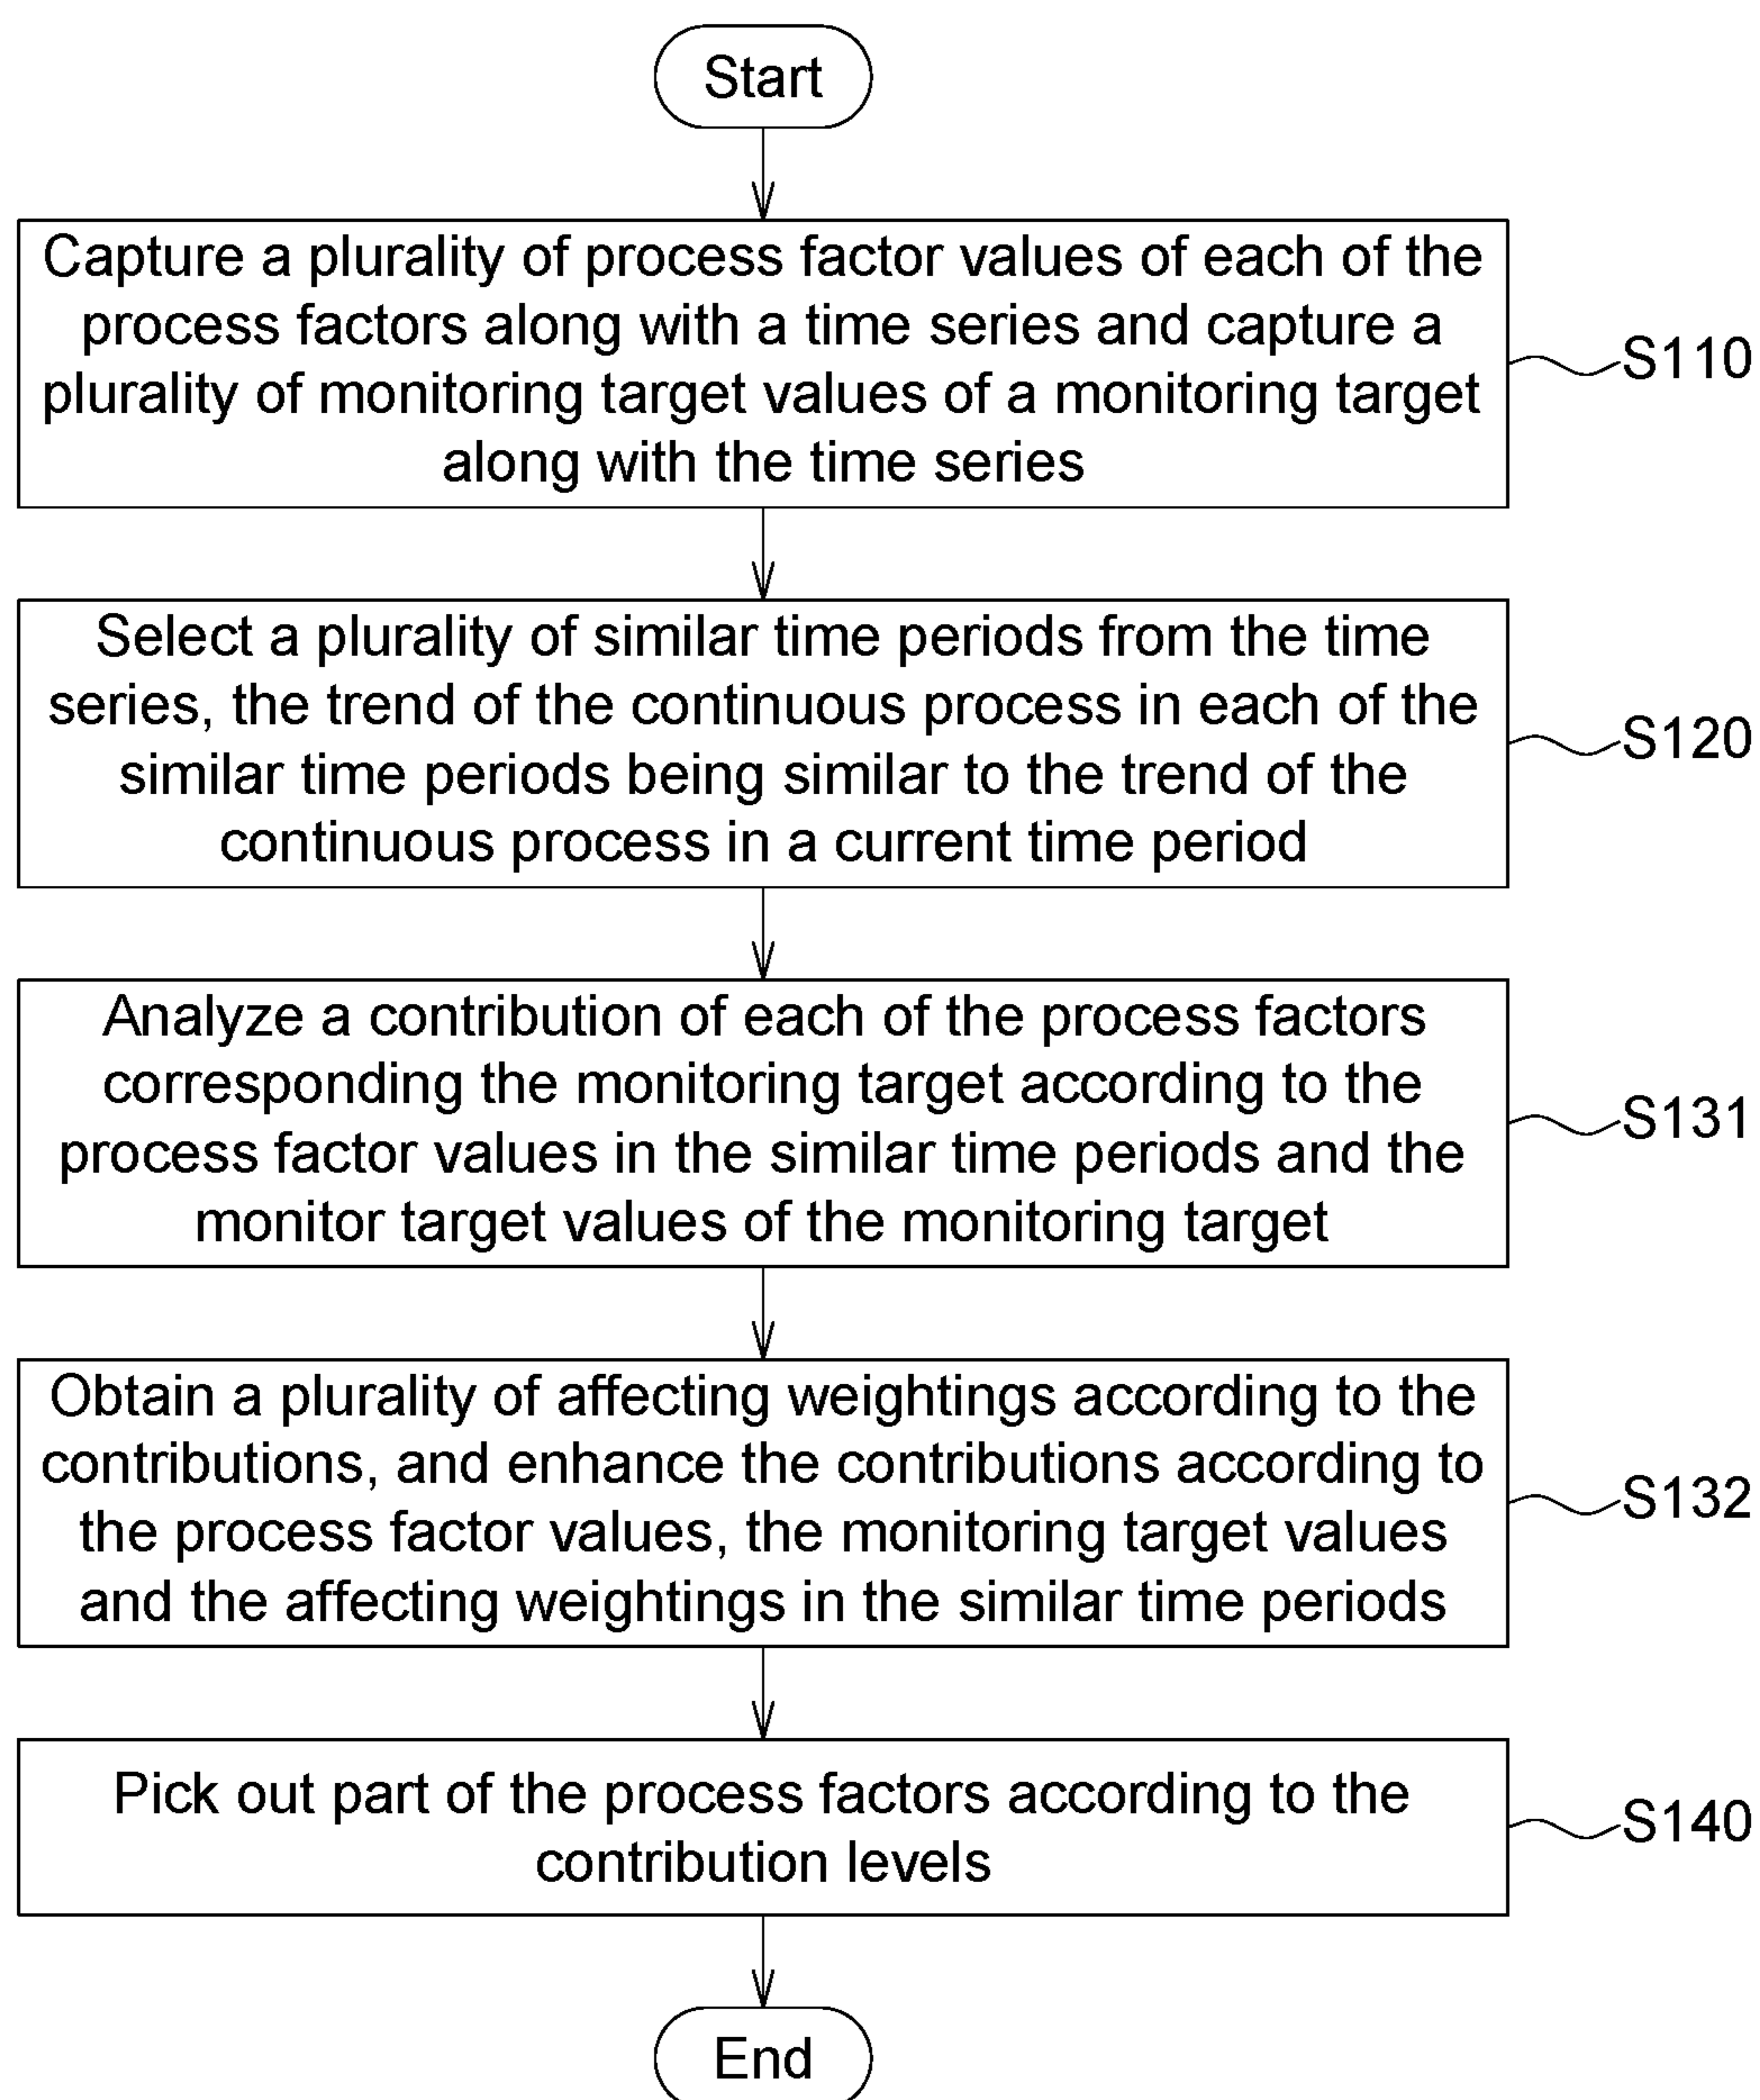 Start
Capture a plurality of process factor values of each of the
process factors along with a time series and capture a
plurality of monitoring target values of a monitoring target
along with the time series
S110
Select a plurality of similar time periods from the time
series, the trend of the continuous process in each of the
similar time periods being similar to the trend of the
continuous process in a current time period
S120
Analyze a contribution of each of the process factors
corresponding the monitoring target according to the
process factor values in the similar time periods and the
monitor target values of the monitoring target
S131
Obtain a plurality of affecting weightings according to the
contributions, and enhance the contributions according to
the process factor values, the monitoring target values
and the affecting weightings in the similar time periods
S132
Pick out part of the process factors according to the
contribution levels
S140
End